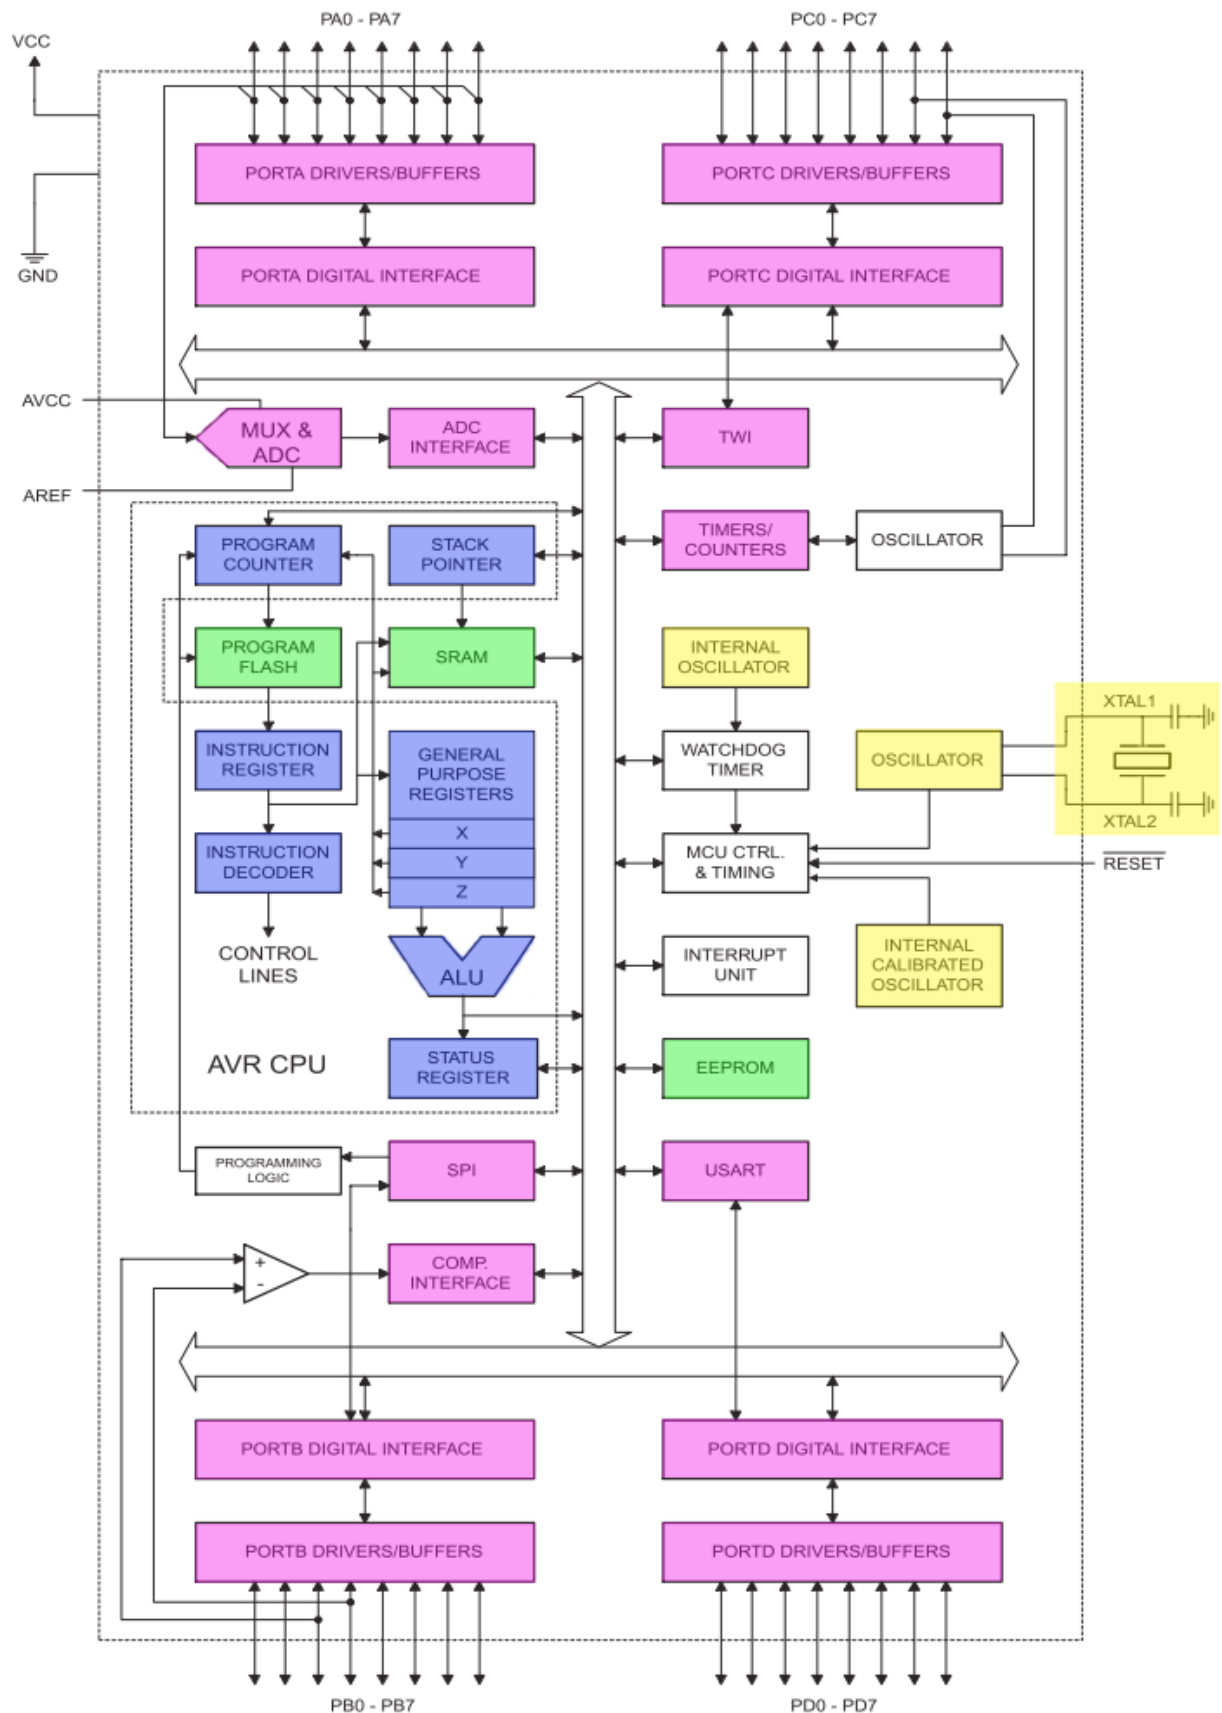 PA0 - PA7
PC0 - PC7
VCC
PORTA DRIVERS/BUFFERS
PORTC DRIVERS/BUFFERS
GND
PORTA DIGITAL INTERFACE
PORTC DIGITAL INTERFACE
AVCC
MUX &
ADC
ADC
INTERFACE
TWI
AREF
PROGRAM
COUNTER
STACK
POINTER
TIMERS/
COUNTERS
OSCILLATOR
PROGRAM
FLASH
SRAM
INTERNAL
OSCILLATOR
XTAL1
INSTRUCTION
REGISTER
GENERAL
PURPOSE
REGISTERS
WATCHDOG
TIMER
OSCILLATOR
XTAL2
X
Y
Z
INSTRUCTION
DECODER
MCU CTRL.
& TIMING
RESET
CONTROL
LINES
ALU
INTERRUPT
UNIT
INTERNAL
CALIBRATED
OSCILLATOR
AVR CPU
STATUS
REGISTER
EEPROM
PROGRAMMING
LOGIC
SPI
USART
+
-
COMP.
INTERFACE
PORTB DIGITAL INTERFACE
PORTD DIGITAL INTERFACE
PORTB DRIVERS/BUFFERS
PORTD DRIVERS/BUFFERS
PB0 - PB7
PD0 - PD7